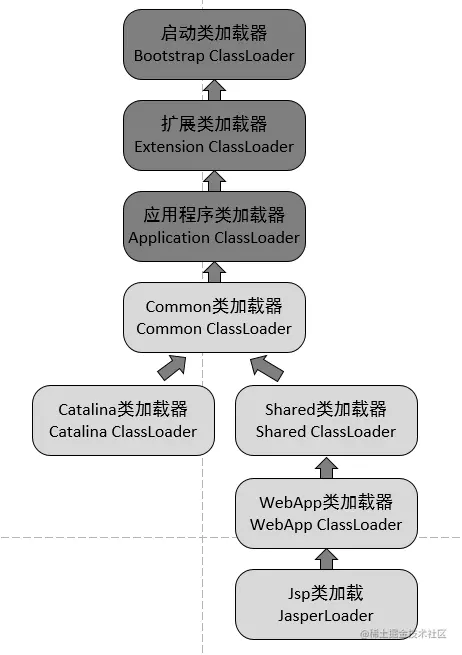 启动类加载器
Bootstrap ClassLoader
扩展类加载器
Extension ClassLoader
应用程序类加载器
Application ClassLoader
Common类加载器
Common ClassLoader
Catalina类加载器
Catalina ClassLoader
Shared类加载器
Shared ClassLoader
WebApp类加载器
WebApp ClassLoader
Jsp类加载
JasperLoader
@稀土掘金技术社区